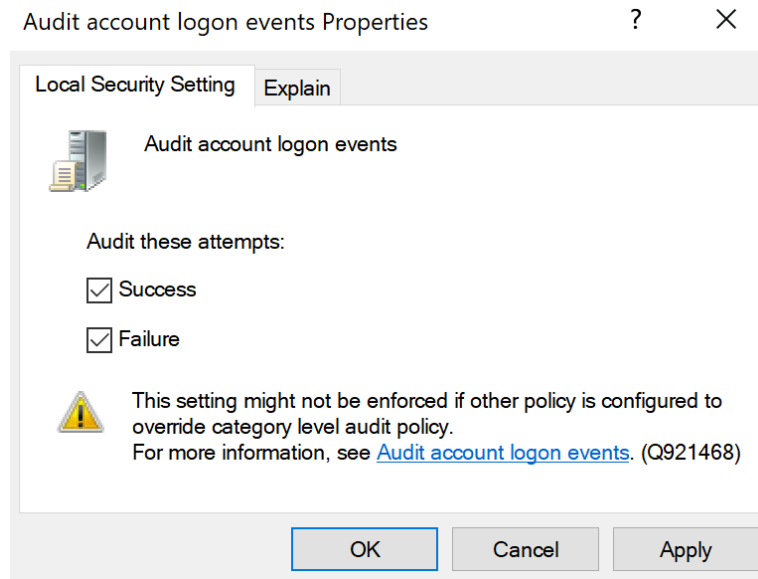 Audit account logon events Properties
? ×
Local Security Setting
Explain
Audit account logon events
Audit these attempts:
Success
Failure
This setting might not be enforced if other policy is configured to
override category level audit policy.
For more information, see Audit account logon events. (Q921468)
OK
Cancel
Apply